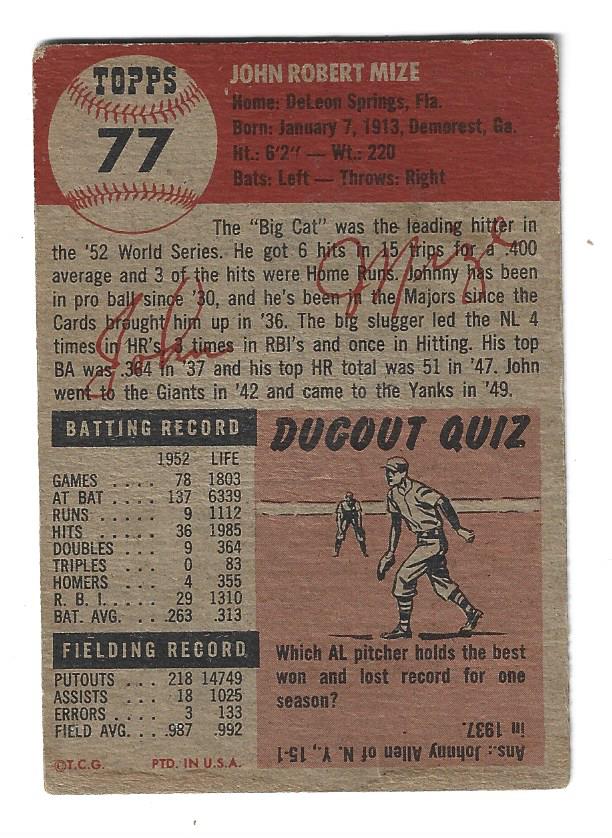 TOPPS
77
JOHN ROBERT MIZE
Home: DeLeon Springs, Fla.
Born: January 7, 1913, Demorest, Ga.
Ht.: 6'2" — Wt.: 220
Bats: Left — Throws: Right
The "Big Cat" was the leading hitter in
the '52 World Series. He got 6 hits in 15 trips for a .400
average and 3 of the hits were Home Runs. Johnny has been
in pro ball since '30, and he's been in the Majors since the
Cards brought him up in '36. The big slugger led the NL 4
times in HR's, 3 times in RBI's and once in Hitting. His top
BA was .364 in '37 and his top HR total was 51 in '47. John
went to the Giants in '42 and came to the Yanks in '49.
John Mize
BATTING RECORD
1952 LIFE
GAMES .... 78 1803
AT BAT .... 137 6339
RUNS ..... 9 1112
HITS ..... 36 1985
DOUBLES .... 9 364
TRIPLES .... 0 83
HOMERS .... 4 355
R. B. I. .... 29 1310
BAT. AVG. ... .263 .313
FIELDING RECORD
PUTOUTS .... 218 14749
ASSISTS .... 18 1025
ERRORS .... 3 133
FIELD AVG. ... .987 .992
©T.C.G. PTD. IN U.S.A.
DUGOUT QUIZ
Which AL pitcher holds the best
won and lost record for one
season?
Ans.: Johnny Allen of N. Y., 15-1
in 1937.